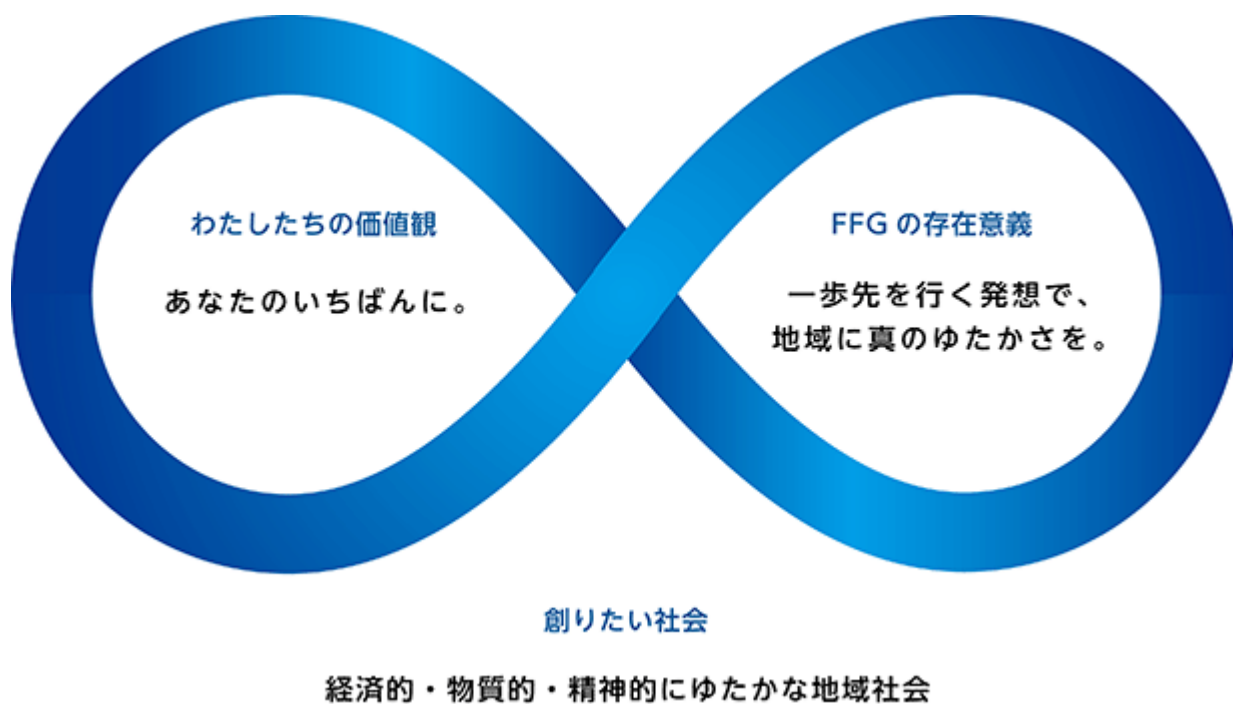 わたしたちの価値観
あなたのいちばんに。
FFG の存在意義
一歩先を行く発想で、
地域に真のゆたかさを。
創りたい社会
経済的・物質的・精神的にゆたかな地域社会